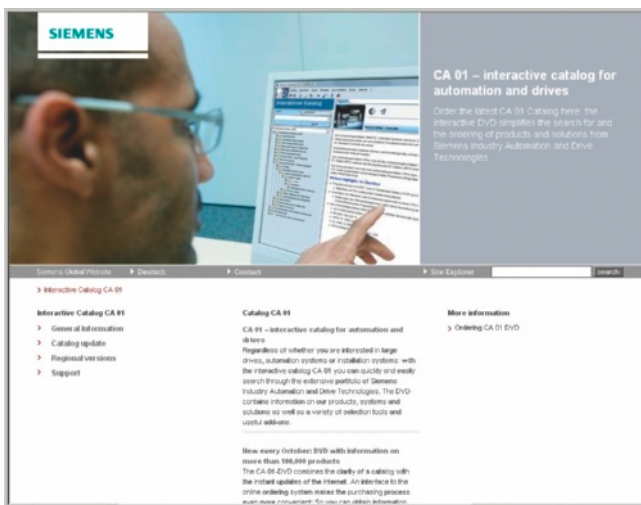 SIEMENS
CA 01 – interactive catalog for
automation and drives
Order the latest CA 01 Catalog here: the
interactive DVD simplifies the search for and
the ordering of products and solutions from
Siemens Industry Automation and Drive
Technologies
Siemens Global Website
Deutsch
Contact
Site Explorer
search
Interactive Catalog CA 01
Interactive Catalog CA 01
General Information
Catalog update
Regional versions
Support
Catalog CA 01
CA 01 – interactive catalog for automation and
drives
Regardless of whether you are interested in large
drives, automation systems or installation systems: with
the interactive catalog CA 01 you can quickly and easily
search through the extensive portfolio of Siemens
Industry Automation and Drive Technologies. The DVD
contains information on our products, systems and
solutions as well as a variety of selection tools and
useful add-ons.
New every October: DVD with information on
more than 100,000 products
The CA 01-DVD combines the clarity of a catalog with
the instant updates of the Internet. An interface to the
online ordering system makes the purchasing process
even more convenient: So you can obtain information
More information
Ordering CA 01 DVD